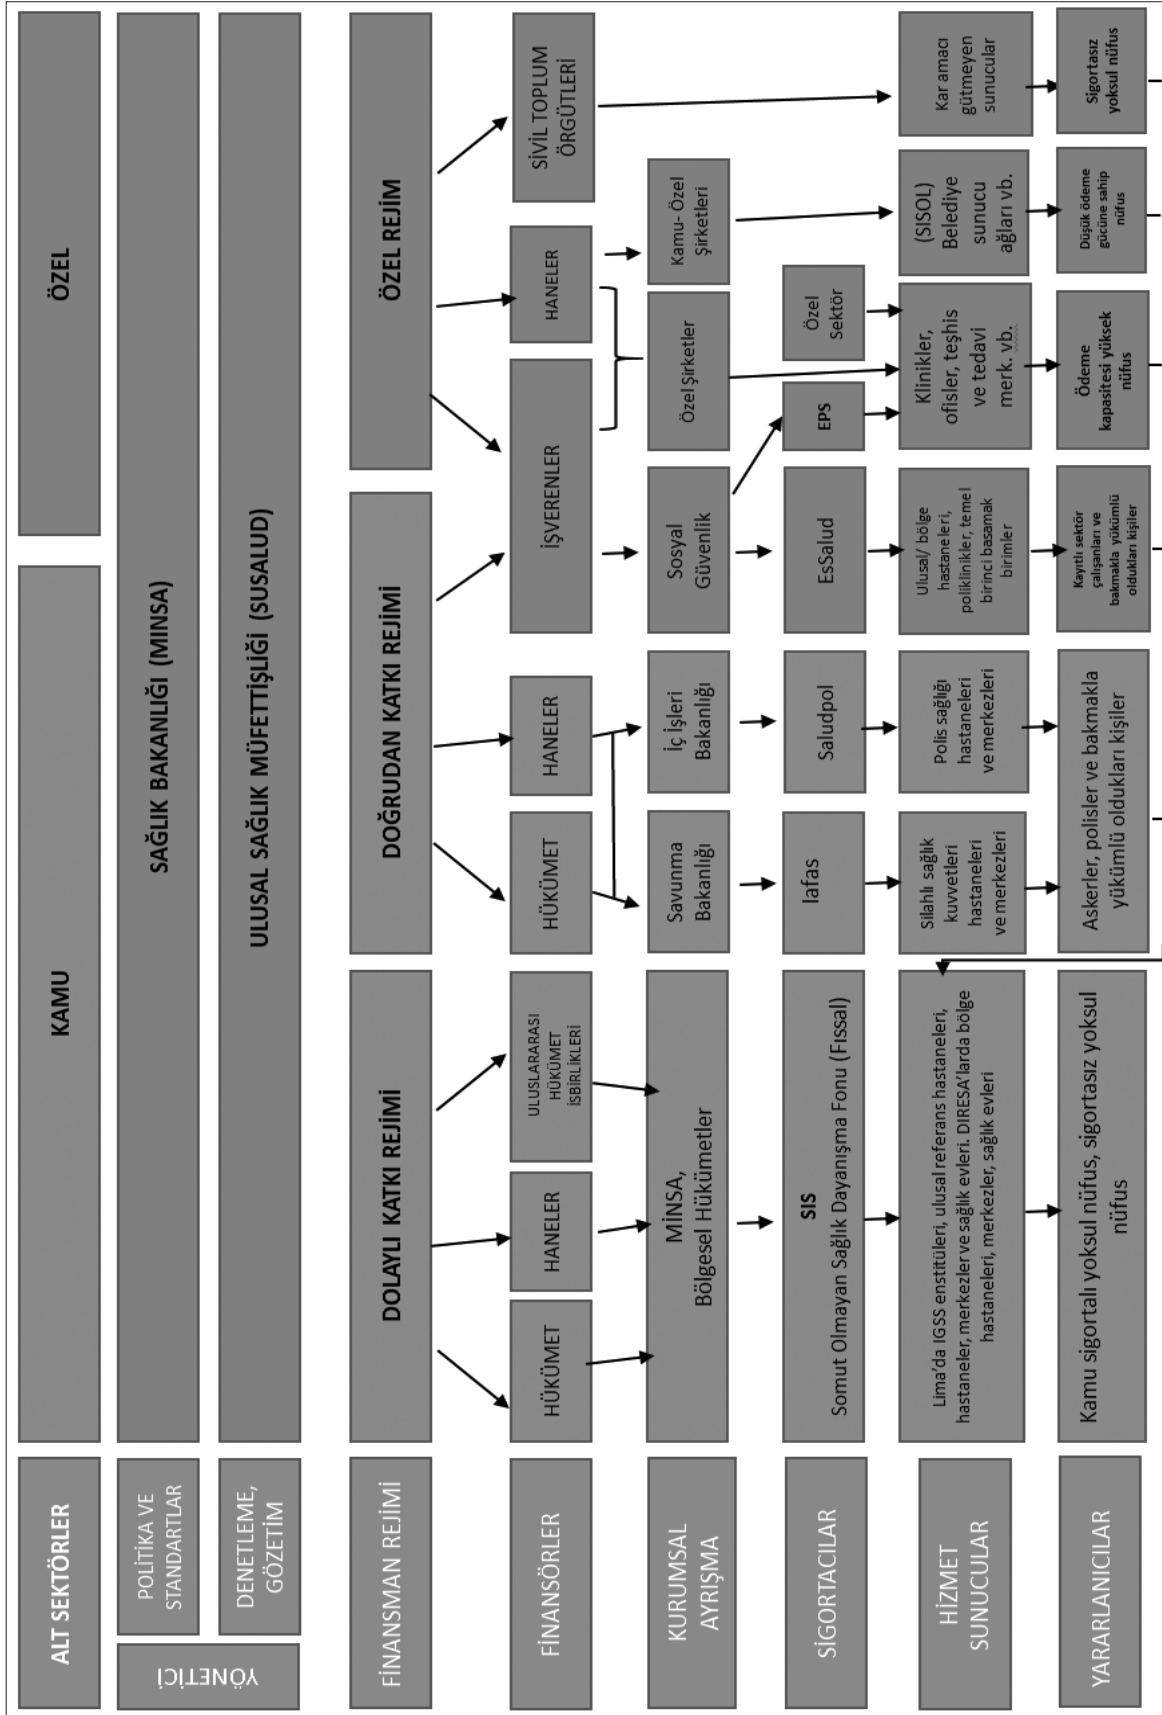 ALT SEKTÖRLER
KAMU
ÖZEL
YÖNETİCİ
POLİTİKA VE
STANDARTLAR
SAĞLIK BAKANLIĞI (MINSA)
DENETLEME,
GÖZETİM
ULUSAL SAĞLIK MÜFETTİŞLİĞİ (SUSALUD)
FİNANSMAN REJİMİ
DOLAYLI KATKI REJİMİ
DOĞRUDAN KATKI REJİMİ
ÖZEL REJİM
FİNANSÖRLER
HÜKÜMET
HANELER
ULUSLARARASI
HÜKÜMET
İSBİRLİKLERİ
HÜKÜMET
HANELER
İŞVERENLER
HANELER
SİVİL TOPLUM
ÖRGÜTLERİ
KURUMSAL
AYRIŞMA
MİNSA,
Bölgesel Hükümetler
Savunma
Bakanlığı
İç İşleri
Bakanlığı
Sosyal
Güvenlik
Özel Şirketler
Kamu- Özel
Şirketleri
SİGORTACILAR
SIS
Somut Olmayan Sağlık Dayanışma Fonu (Fıssal)
Iafas
Saludpol
EsSalud
EPS
Özel
Sektör
HİZMET
SUNUCULAR
Lima'da IGSS enstitüleri, ulusal referans hastaneleri,
hastaneler, merkezler ve sağlık evleri. DIRESA'larda bölge
hastaneleri, merkezler, sağlık evleri
Silahlı sağlık
kuvvetleri
hastaneleri
ve merkezleri
Polis sağlığı
hastaneleri
ve merkezleri
Ulusal/ bölge
hastaneleri,
poliklinikler, temel
birinci basamak
birimler
Klinikler,
ofisler, teşhis
ve tedavi
merk. vb.
(SISOL)
Belediye
sunucu
ağları vb.
Kar amacı
gütmeyen
sunucular
YARARLANICILAR
Kamu sigortalı yoksul nüfus, sigortasız yoksul
nüfus
Askerler, polisler ve bakmakla
yükümlü oldukları kişiler
Kayıtlı sektör
çalışanları ve
bakmakla yükümlü
oldukları kişiler
Ödeme
kapasitesi yüksek
nüfus
Düşük ödeme
gücüne sahip
nüfus
Sigortasız
yoksul nüfus